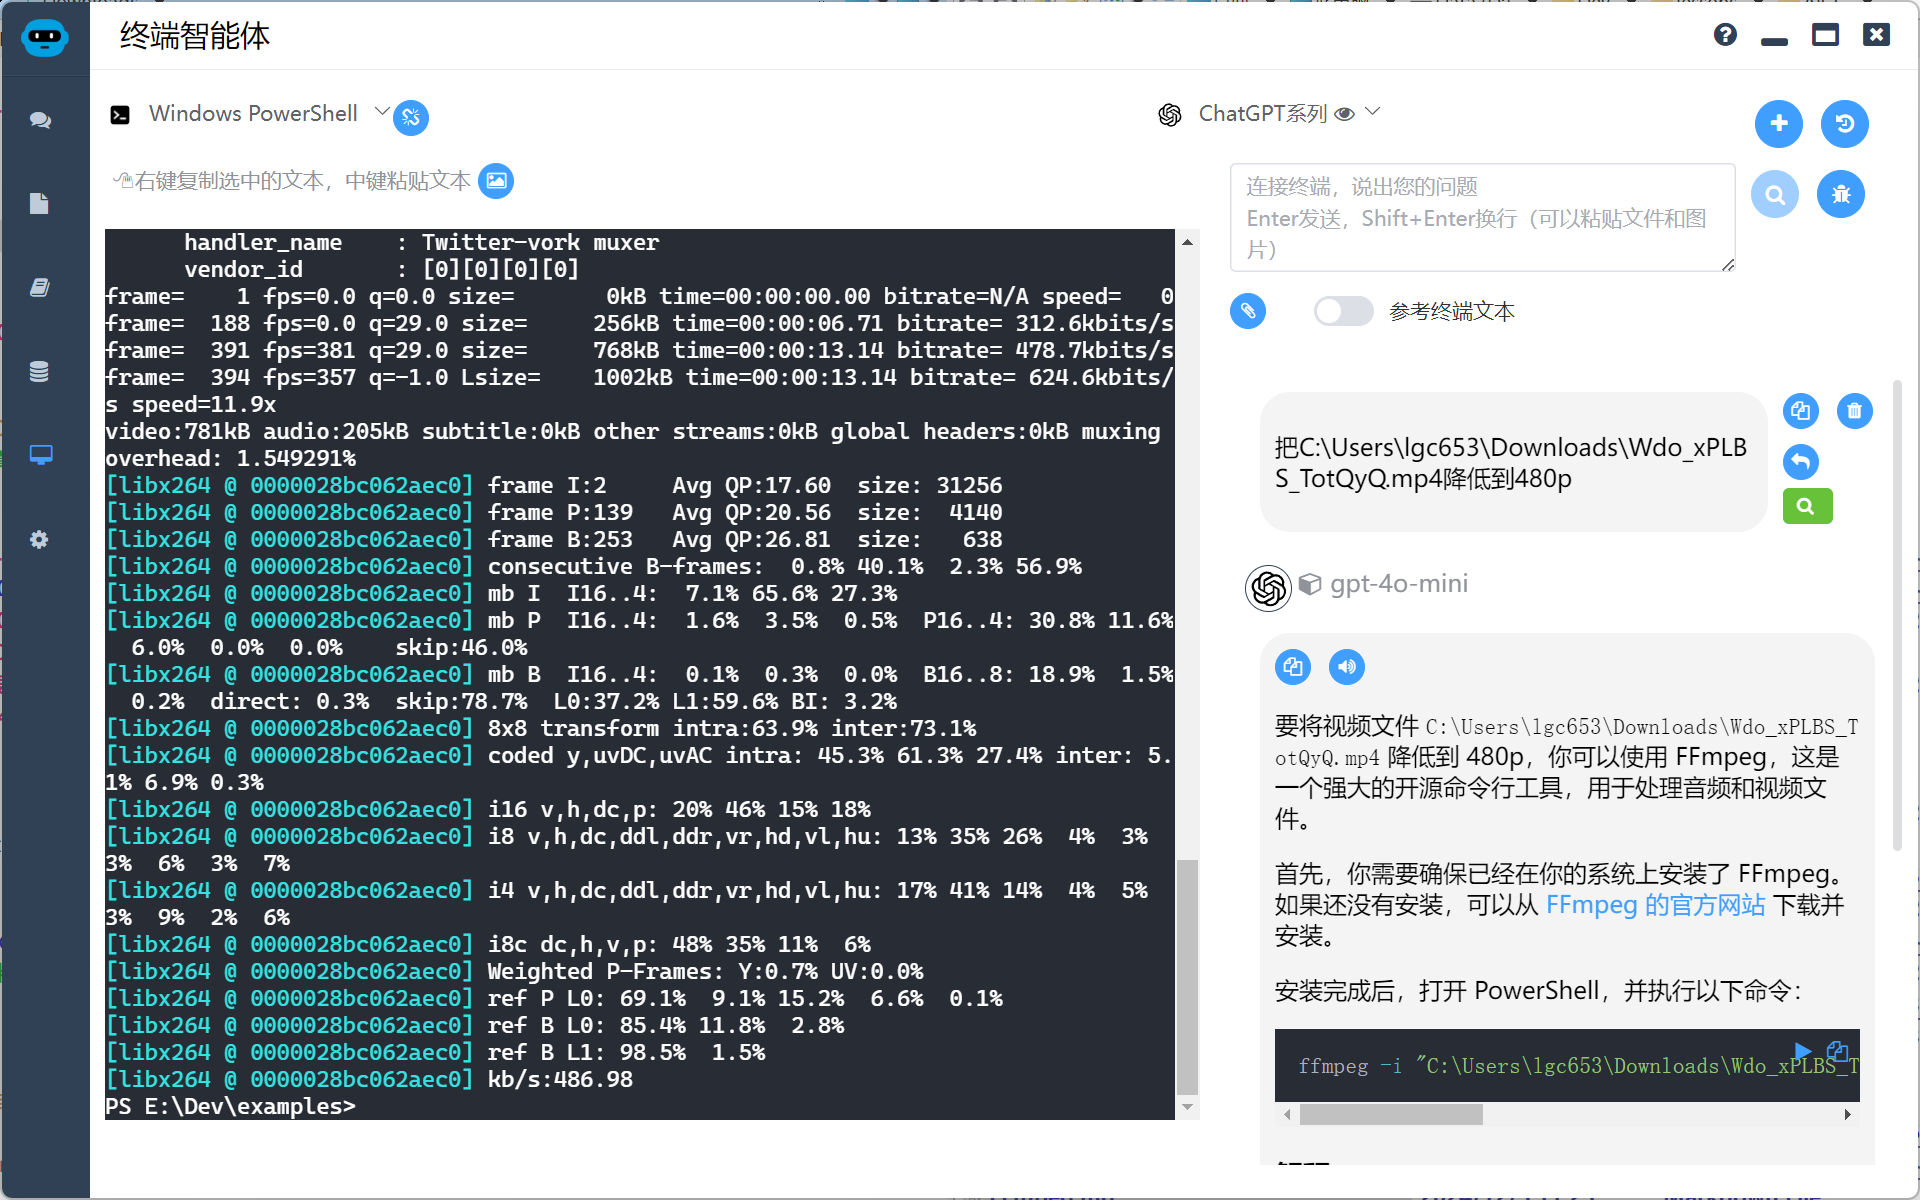 终端智能体
Windows PowerShell
ChatGPT系列
右键复制选中的文本，中键粘贴文本
连接终端，说出您的问题
Enter发送，Shift+Enter换行（可以粘贴文件和图
片）
参考终端文本
handler_name    : Twitter-vork muxer
vendor_id       : [0][0][0][0]
frame=    1 fps=0.0 q=0.0 size=       0kB time=00:00:00.00 bitrate=N/A speed=   0
frame=  188 fps=0.0 q=29.0 size=     256kB time=00:00:06.71 bitrate= 312.6kbits/s
frame=  391 fps=381 q=29.0 size=     768kB time=00:00:13.14 bitrate= 478.7kbits/s
frame=  394 fps=357 q=-1.0 Lsize=    1002kB time=00:00:13.14 bitrate= 624.6kbits/
s speed=11.9x
video:781kB audio:205kB subtitle:0kB other streams:0kB global headers:0kB muxing
overhead: 1.549291%
[libx264 @ 0000028bc062aec0] frame I:2     Avg QP:17.60  size: 31256
[libx264 @ 0000028bc062aec0] frame P:139   Avg QP:20.56  size:  4140
[libx264 @ 0000028bc062aec0] frame B:253   Avg QP:26.81  size:   638
[libx264 @ 0000028bc062aec0] consecutive B-frames:  0.8% 40.1%  2.3% 56.9%
[libx264 @ 0000028bc062aec0] mb I  I16..4:  7.1% 65.6% 27.3%
[libx264 @ 0000028bc062aec0] mb P  I16..4:  1.6%  3.5%  0.5%  P16..4: 30.8% 11.6%
6.0%  0.0%  0.0%    skip:46.0%
[libx264 @ 0000028bc062aec0] mb B  I16..4:  0.1%  0.3%  0.0%  B16..8: 18.9%  1.5%
0.2%  direct: 0.3%  skip:78.7%  L0:37.2% L1:59.6% BI: 3.2%
[libx264 @ 0000028bc062aec0] 8x8 transform intra:63.9% inter:73.1%
[libx264 @ 0000028bc062aec0] coded y,uvDC,uvAC intra: 45.3% 61.3% 27.4% inter: 5.
1% 6.9% 0.3%
[libx264 @ 0000028bc062aec0] i16 v,h,dc,p: 20% 46% 15% 18%
[libx264 @ 0000028bc062aec0] i8 v,h,dc,ddl,ddr,vr,hd,vl,hu: 13% 35% 26%  4%  3%
3%  6%  3%  7%
[libx264 @ 0000028bc062aec0] i4 v,h,dc,ddl,ddr,vr,hd,vl,hu: 17% 41% 14%  4%  5%
3%  9%  2%  6%
[libx264 @ 0000028bc062aec0] i8c dc,h,v,p: 48% 35% 11%  6%
[libx264 @ 0000028bc062aec0] Weighted P-Frames: Y:0.7% UV:0.0%
[libx264 @ 0000028bc062aec0] ref P L0: 69.1%  9.1% 15.2%  6.6%  0.1%
[libx264 @ 0000028bc062aec0] ref B L0: 85.4% 11.8%  2.8%
[libx264 @ 0000028bc062aec0] ref B L1: 98.5%  1.5%
[libx264 @ 0000028bc062aec0] kb/s:486.98
PS E:\Dev\examples>
把C:\Users\lgc653\Downloads\Wdo_xPLB
S_TotQyQ.mp4降低到480p
gpt-4o-mini
要将视频文件 C:\Users\lgc653\Downloads\Wdo_xPLBS_T
otQyQ.mp4 降低到 480p，你可以使用 FFmpeg，这是
一个强大的开源命令行工具，用于处理音频和视频文
件。
首先，你需要确保已经在你的系统上安装了 FFmpeg。
如果还没有安装，可以从 FFmpeg 的官方网站 下载并
安装。
安装完成后，打开 PowerShell，并执行以下命令：
ffmpeg -i "C:\Users\lgc653\Downloads\Wdo_xPLBS_T